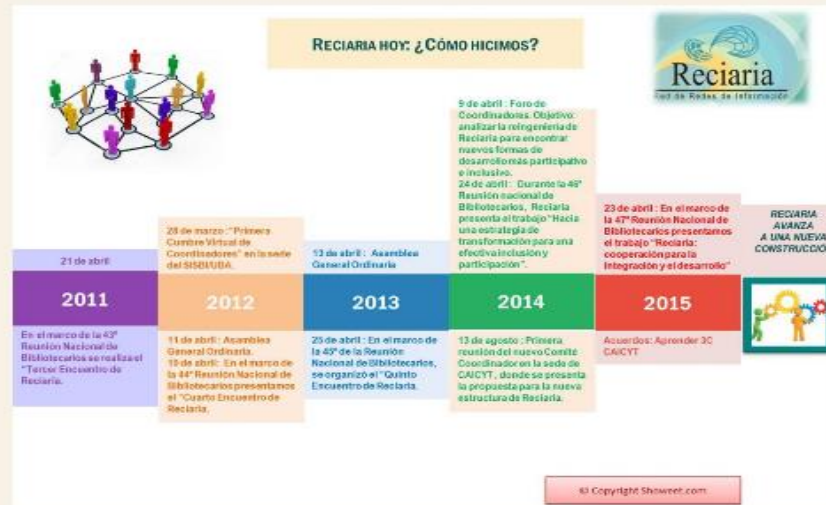 RECIARIA HOY: ¿CÓMO HICIMOS?
Reciaria
Red de Redes de Información
21 de abril
2011
En el marco de la 43ª
Reunión Nacional de
Bibliotecarios se realiza el
"Tercer Encuentro de
Reciaria.
28 de marzo: "Primera
Cumbre Virtual de
Coordinadores" en la sede
del SISBI/UBA.
2012
11 de abril: Asamblea
General Ordinaria.
19 de abril: En el marco de
la 44ª Reunión Nacional de
Bibliotecarios presentamos
el "Cuarto Encuentro de
Reciaria.
13 de abril: Asamblea
General Ordinaria
2013
25 de abril: En el marco de
la 45ª de la Reunión
Nacional de Bibliotecarios,
se organizó el "Quinto
Encuentro de Reciaria.
9 de abril: Foro de
Coordinadores. Objetivo:
analizar la reingeniería de
Reciaria para encontrar
nuevos formas de
desarrollo más participativo
e inclusivo.
24 de abril: Durante la 46ª
Reunión nacional de
Bibliotecarios, Reciaria
presenta el trabajo "Hacia
una estrategia de
transformación para una
efectiva inclusión y
participación".
2014
13 de agosto: Primera
reunión del nuevo Comité
Coordinador en la sede de
CAICYT, donde se presenta
la propuesta para la nueva
estructura de Reciaria.
23 de abril: En el marco de
la 47ª Reunión Nacional de
Bibliotecarios presentamos
el trabajo "Reciaria:
cooperación para la
integración y el desarrollo"
2015
Acuerdos: Aprender 3C
CAICYT
RECIARIA
AVANZA
A UNA NUEVA
CONSTRUCCIÓN
© Copyright Showeet.com